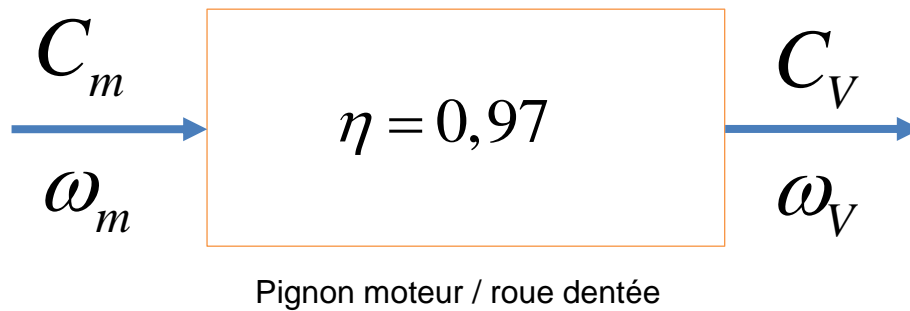 C_m
ω_m
η = 0,97
C_V
ω_V
Pignon moteur / roue dentée